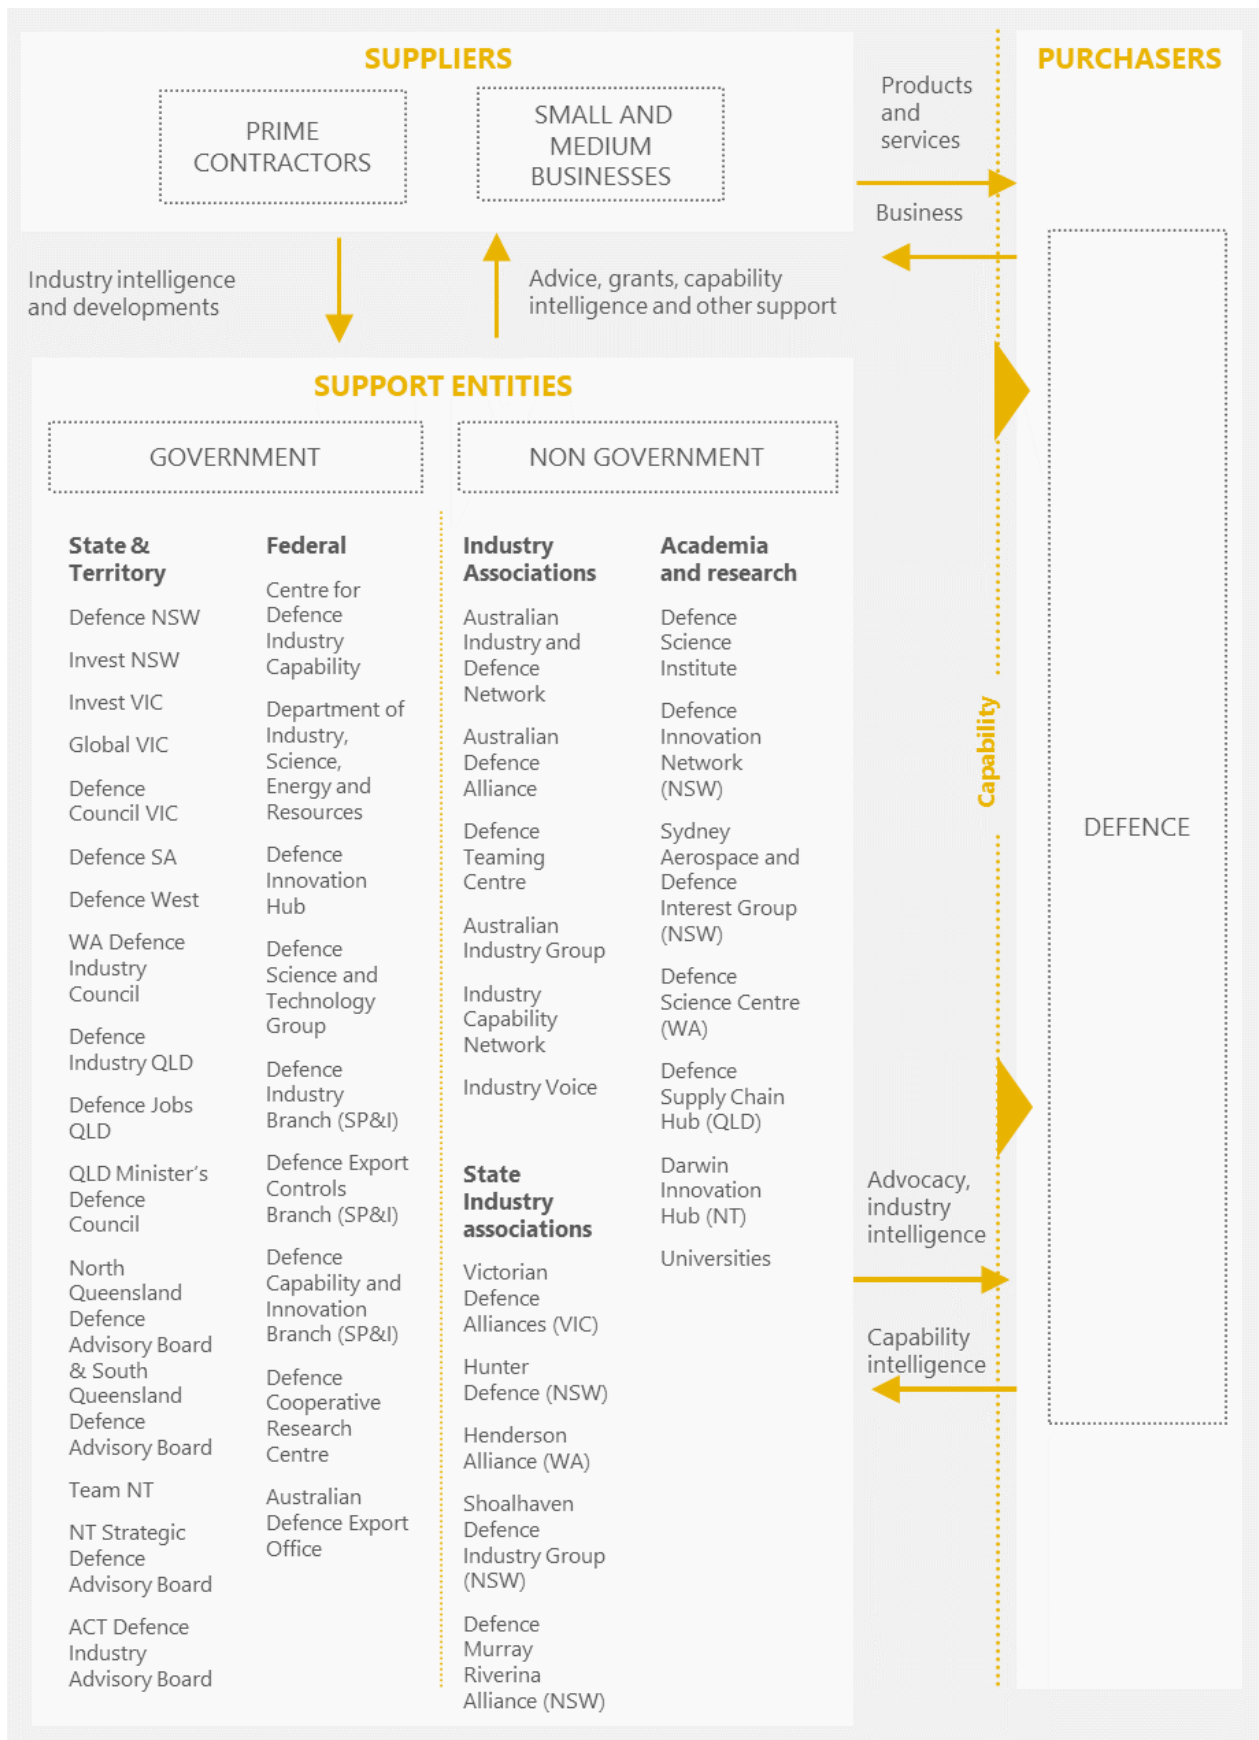 SUPPLIERS
PRIME
CONTRACTORS
SMALL AND
MEDIUM
BUSINESSES
Products
and
services
Business
PURCHASERS
Industry intelligence
and developments
Advice, grants, capability
intelligence and other support
SUPPORT ENTITIES
GOVERNMENT
NON GOVERNMENT
State &
Territory
Defence NSW
Invest NSW
Invest VIC
Global VIC
Defence
Council VIC
Defence SA
Defence West
WA Defence
Industry
Council
Defence
Industry QLD
Defence Jobs
QLD
QLD Minister’s
Defence
Council
North
Queensland
Defence
Advisory Board
& South
Queensland
Defence
Advisory Board
Team NT
NT Strategic
Defence
Advisory Board
ACT Defence
Industry
Advisory Board
Federal
Centre for
Defence
Industry
Capability
Department of
Industry,
Science,
Energy and
Resources
Defence
Innovation
Hub
Defence
Science and
Technology
Group
Defence
Industry
Branch (SP&I)
Defence Export
Controls
Branch (SP&I)
Defence
Capability and
Innovation
Branch (SP&I)
Defence
Cooperative
Research
Centre
Australian
Defence Export
Office
Industry
Associations
Australian
Industry and
Defence
Network
Australian
Defence
Alliance
Defence
Teaming
Centre
Australian
Industry Group
Industry
Capability
Network
Industry Voice
State
Industry
associations
Victorian
Defence
Alliances (VIC)
Hunter
Defence (NSW)
Henderson
Alliance (WA)
Shoalhaven
Defence
Industry Group
(NSW)
Defence
Murray
Riverina
Alliance (NSW)
Academia
and research
Defence
Science
Institute
Defence
Innovation
Network
(NSW)
Sydney
Aerospace and
Defence
Interest Group
(NSW)
Defence
Science Centre
(WA)
Defence
Supply Chain
Hub (QLD)
Darwin
Innovation
Hub (NT)
Universities
Capability
Advocacy,
industry
intelligence
Capability
intelligence
DEFENCE